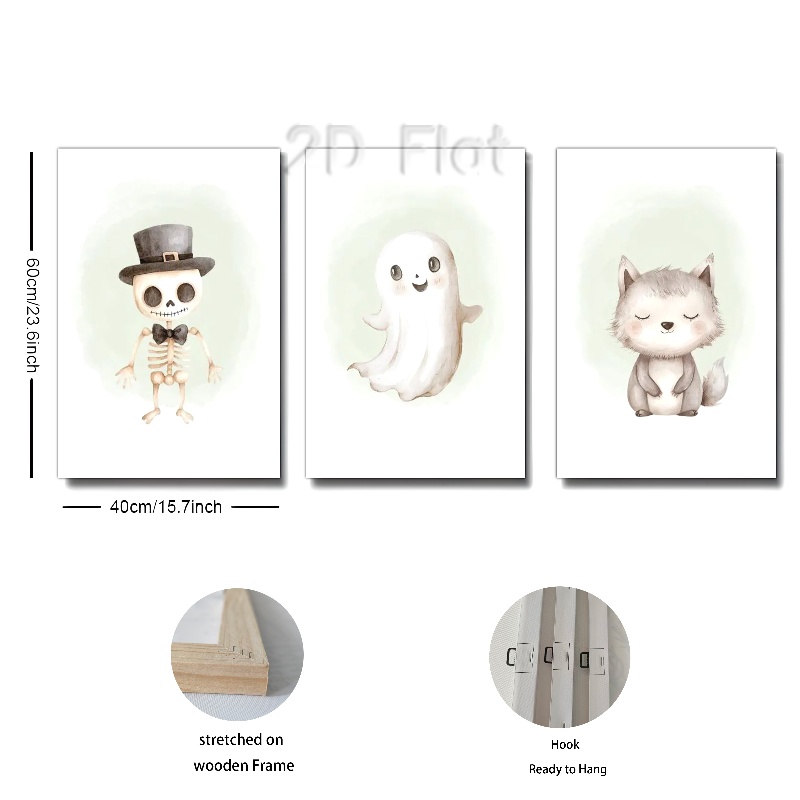 2D Flat
60cm/23.6inch
40cm/15.7inch
stretched on
wooden Frame
Hook
Ready to Hang